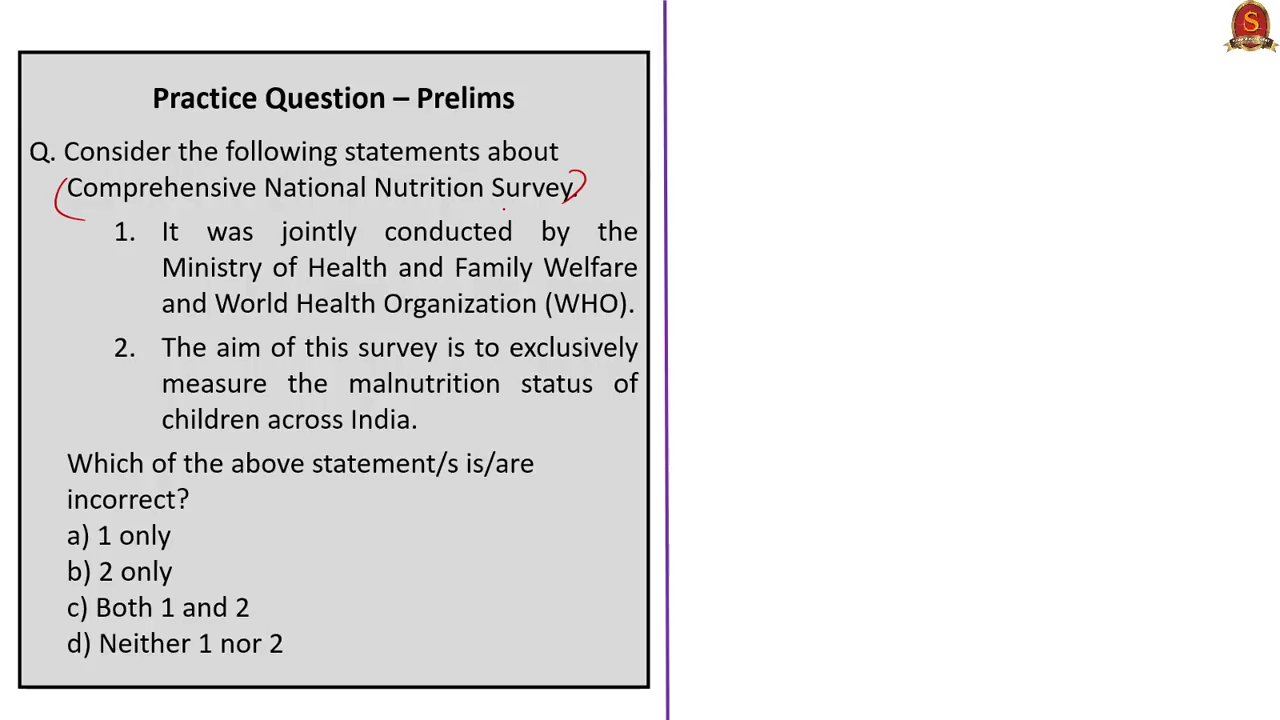 Practice Question – Prelims
Q. Consider the following statements about
Comprehensive National Nutrition Survey.
1. It was jointly conducted by the
Ministry of Health and Family Welfare
and World Health Organization (WHO).
2. The aim of this survey is to exclusively
measure the malnutrition status of
children across India.
Which of the above statement/s is/are
incorrect?
a) 1 only
b) 2 only
c) Both 1 and 2
d) Neither 1 nor 2
S